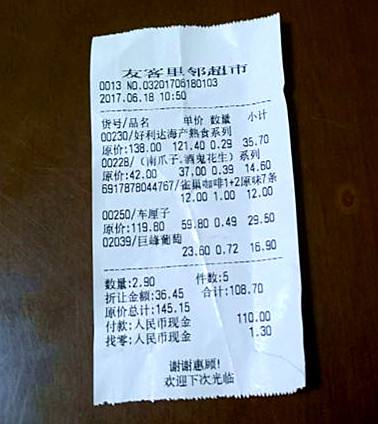 友客里邻超市
0013 NO.03201706180103
2017.06.18 10:50
货号/品名 单价 数量 小计
00230/好利达海产熟食系列
原价:138.00 121.40 0.29 35.70
00228/（南瓜子.酒鬼花生）系列
原价:42.00 37.00 0.39 14.60
6917878044767/雀巢咖啡1+2原味7条
12.00 1.00 12.00
00250/车厘子
原价:119.80 59.80 0.49 29.50
02039/巨峰葡萄
23.60 0.72 16.90
数量:2.90 件数:5
折让金额:36.45 合计:108.70
原价总计:145.15
付款:人民币现金 110.00
找零:人民币现金 1.30
谢谢惠顾!
欢迎下次光临